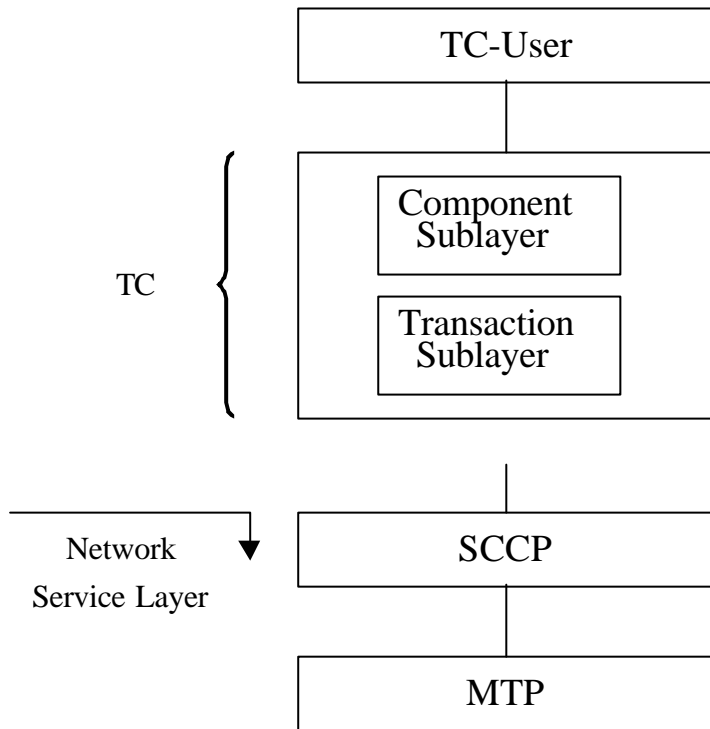 TC-User
Component
Sublayer
TC
Transaction
Sublayer
Network
Service Layer
SCCP
MTP